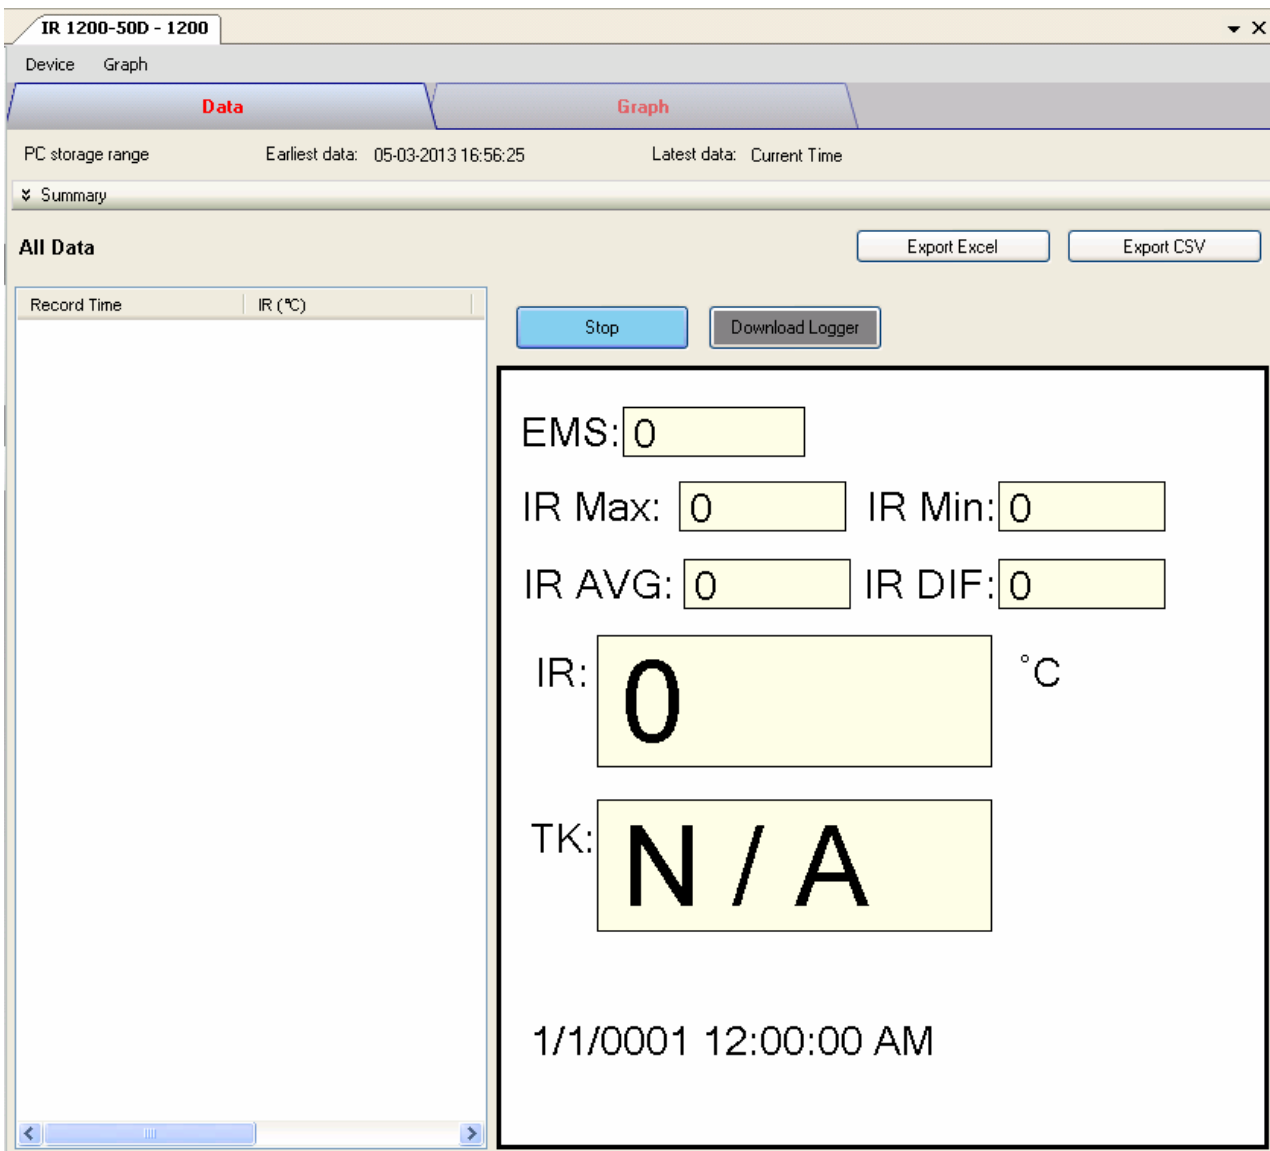 IR 1200-50D - 1200
Device Graph
Data Graph
PC storage range Earliest data: 05-03-2013 16:56:25 Latest data: Current Time
Summary
All Data Export Excel Export CSV
Record Time IR (°C)
Stop Download Logger
EMS: 0
IR Max: 0 IR Min: 0
IR AVG: 0 IR DIF: 0
IR: 0 °C
TK: N / A
1/1/0001 12:00:00 AM